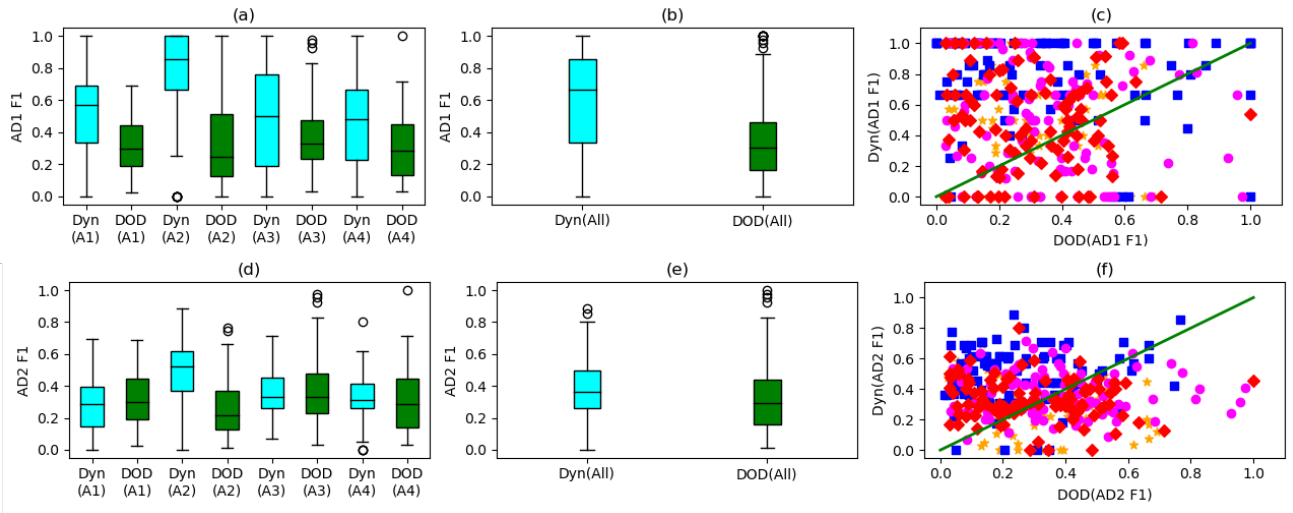 (a)
AD1 F1
1.0
0.8
0.6
0.4
0.2
0.0
Dyn DOD Dyn DOD Dyn DOD Dyn DOD
(A1) (A1) (A2) (A2) (A3) (A3) (A4) (A4)
(b)
AD1 F1
1.0
0.8
0.6
0.4
0.2
0.0
Dyn(All) DOD(All)
(c)
Dyn(AD1 F1)
1.0
0.8
0.6
0.4
0.2
0.0
0.0 0.2 0.4 0.6 0.8 1.0
DOD(AD1 F1)
(d)
AD2 F1
1.0
0.8
0.6
0.4
0.2
0.0
Dyn DOD Dyn DOD Dyn DOD Dyn DOD
(A1) (A1) (A2) (A2) (A3) (A3) (A4) (A4)
(e)
AD2 F1
1.0
0.8
0.6
0.4
0.2
0.0
Dyn(All) DOD(All)
(f)
Dyn(AD2 F1)
1.0
0.8
0.6
0.4
0.2
0.0
0.0 0.2 0.4 0.6 0.8 1.0
DOD(AD2 F1)